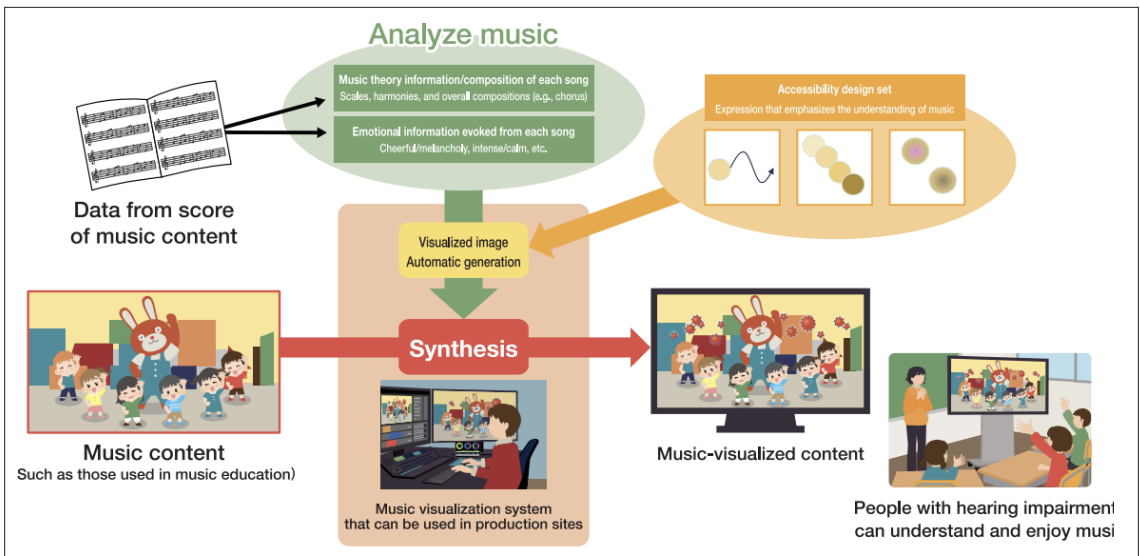 Analyze music
Music theory information/composition of each song
Scales, harmonies, and overall compositions (e.g., chorus)
Emotional information evoked from each song
Cheerful/melancholy, intense/calm, etc.
Accessibility design set
Expression that emphasizes the understanding of music
Data from score
of music content
Visualized image
Automatic generation
Synthesis
Music content
Such as those used in music education)
Music visualization system
that can be used in production sites
Music-visualized content
People with hearing impairment
can understand and enjoy musi